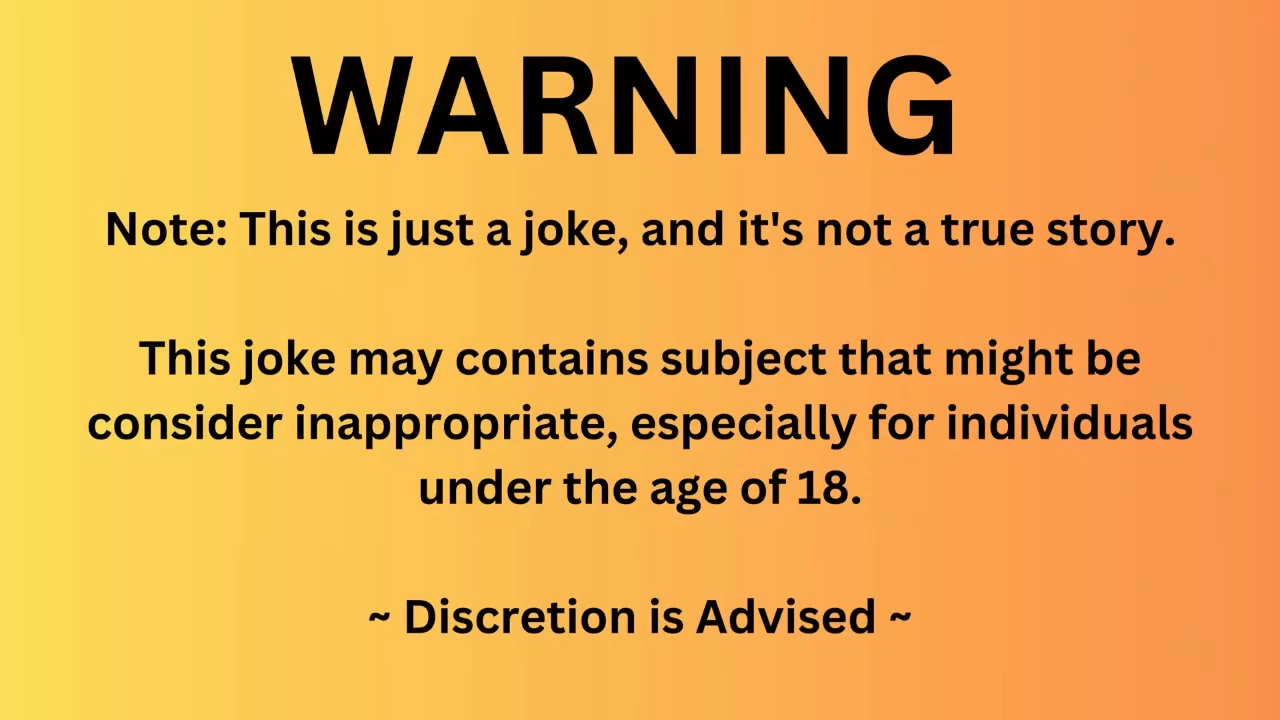 WARNING
Note: This is just a joke, and it's not a true story.
This joke may contains subject that might be
consider inappropriate, especially for individuals
under the age of 18.
~ Discretion is Advised ~